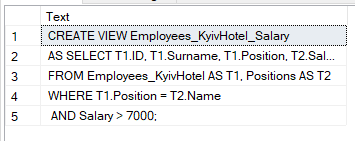 Text
1 CREATE VIEW Employees_KyivHotel_Salary
2 AS SELECT T1.ID, T1.Surname, T1.Position, T2.Sal...
3 FROM Employees_KyivHotel AS T1, Positions AS T2
4 WHERE T1.Position = T2.Name
5 AND Salary > 7000;